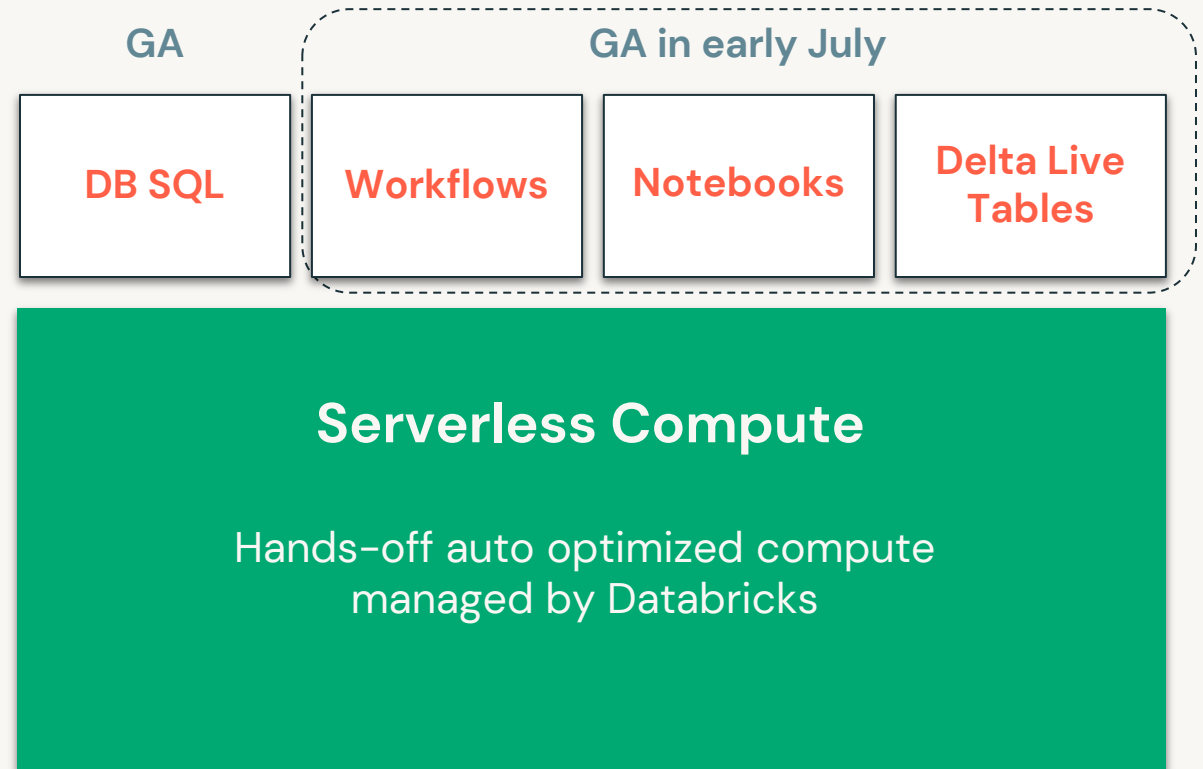 GA
GA in early July
DB SQL
Workflows
Notebooks
Delta Live
Tables
Serverless Compute
Hands-off auto optimized compute
managed by Databricks